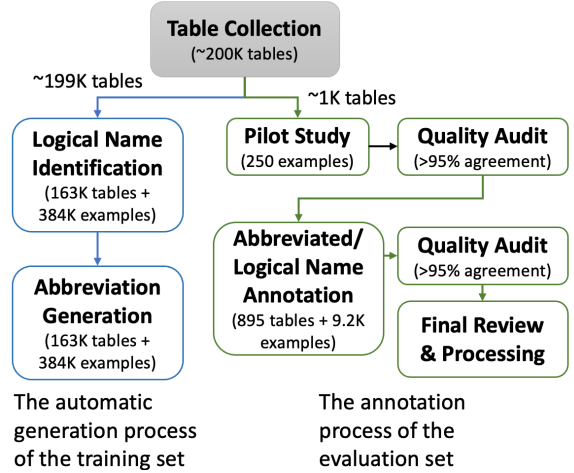 Table Collection
(~200K tables)
~199K tables
~1K tables
Logical Name
Identification
(163K tables +
384K examples)
Abbreviation
Generation
(163K tables +
384K examples)
Pilot Study
(250 examples)
Quality Audit
(>95% agreement)
Abbreviated/
Logical Name
Annotation
(895 tables + 9.2K
examples)
Quality Audit
(>95% agreement)
Final Review
& Processing
The automatic
generation process
of the training set
The annotation
process of the
evaluation set